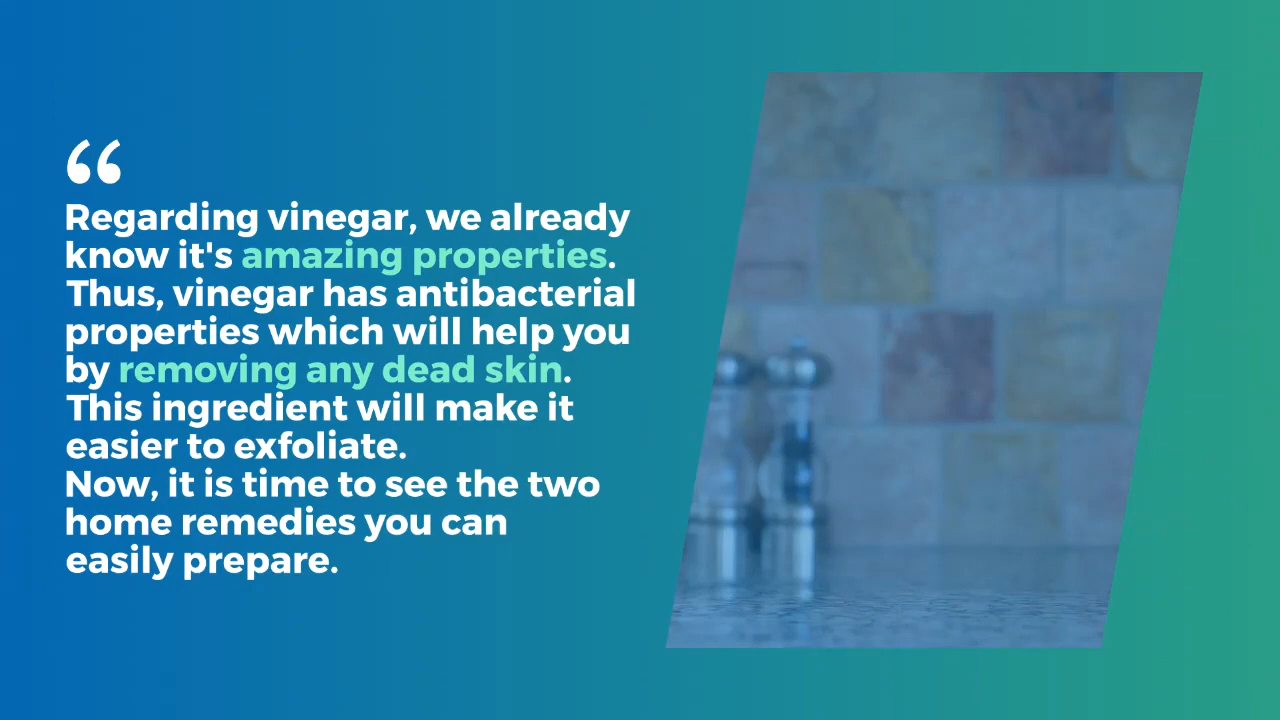 “
Regarding vinegar, we already
know it's amazing properties.
Thus, vinegar has antibacterial
properties which will help you
by removing any dead skin.
This ingredient will make it
easier to exfoliate.
Now, it is time to see the two
home remedies you can
easily prepare.